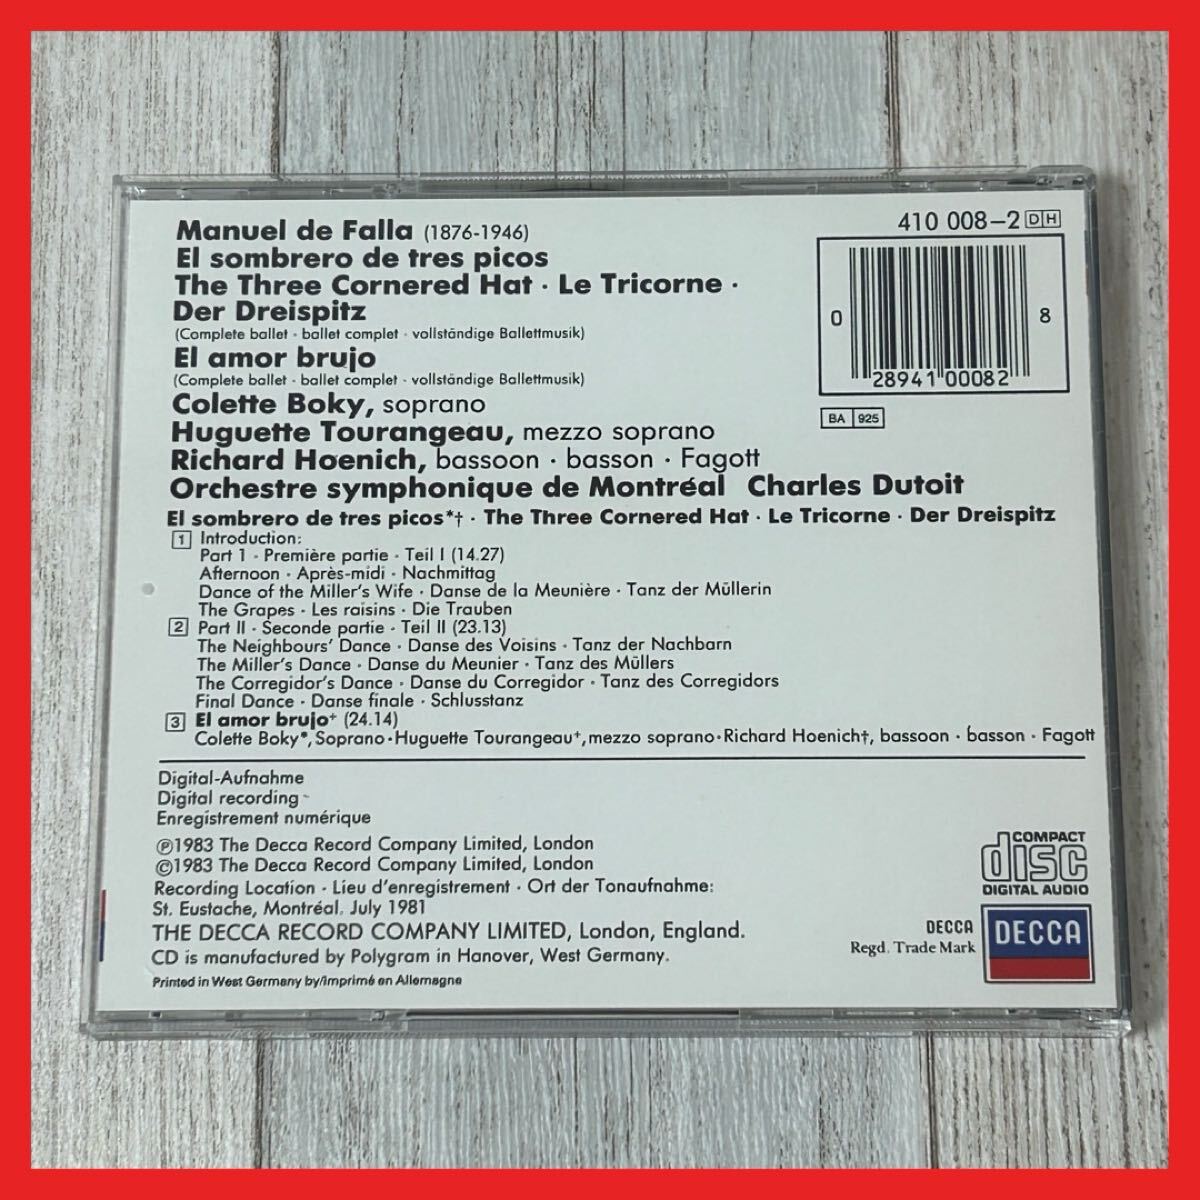 Manuel de Falla (1876-1946)
El sombrero de tres picos
The Three Cornered Hat · Le Tricorne ·
Der Dreispitz
(Complete ballet · ballet complet · vollständige Ballettmusik)
El amor brujo
(Complete ballet · ballet complet · vollständige Ballettmusik)
Colette Boky, soprano
Huguette Tourangeau, mezzo soprano
Richard Hoenich, bassoon · basson · Fagott
Orchestre symphonique de Montréal Charles Dutoit
410 008-2 DH
0 28941 00082 8
BA 925
El sombrero de tres picos*† · The Three Cornered Hat · Le Tricorne · Der Dreispitz
1 Introduction:
Part 1 · Première partie · Teil I (14.27)
Afternoon · Après-midi · Nachmittag
Dance of the Miller's Wife · Danse de la Meunière · Tanz der Müllerin
The Grapes · Les raisins · Die Trauben
2 Part II · Seconde partie · Teil II (23.13)
The Neighbours' Dance · Danse des Voisins · Tanz der Nachbarn
The Miller's Dance · Danse du Meunier · Tanz des Müllers
The Corregidor's Dance · Danse du Corregidor · Tanz des Corregidors
Final Dance · Danse finale · Schlusstanz
3 El amor brujo+ (24.14)
Colette Boky*, Soprano·Huguette Tourangeau+, mezzo soprano·Richard Hoenich†, bassoon · basson · Fagott
Digital-Aufnahme
Digital recording
Enregistrement numérique
℗1983 The Decca Record Company Limited, London
©1983 The Decca Record Company Limited, London
Recording Location · Lieu d'enregistrement · Ort der Tonaufnahme:
St. Eustache, Montréal. July 1981
THE DECCA RECORD COMPANY LIMITED, London, England.
CD is manufactured by Polygram in Hanover, West Germany.
Printed in West Germany by/imprimé en Allemagne
COMPACT
disc
DIGITAL AUDIO
DECCA
Regd. Trade Mark
DECCA